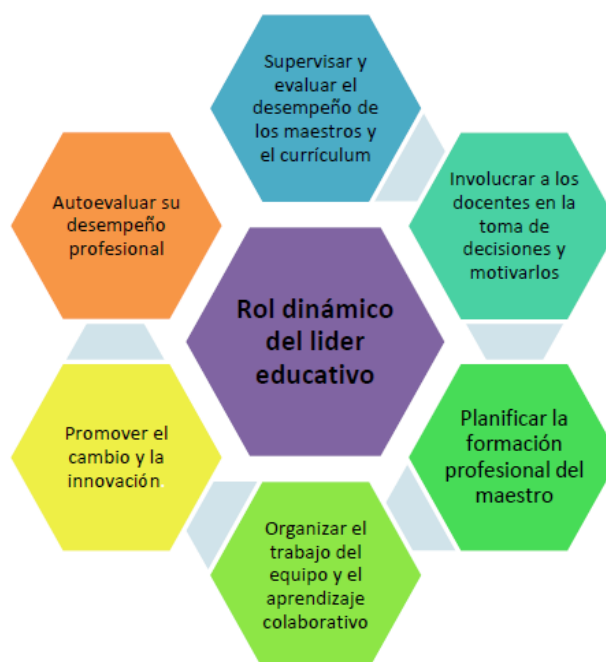 Supervisar y
evaluar el
desempeño de
los maestros y
el currículum
Involucrar a los
docentes en la
toma de
decisiones y
motivarlos
Planificar la
formación
profesional del
maestro
Organizar el
trabajo del
equipo y el
aprendizaje
colaborativo
Promover el
cambio y la
innovación.
Autoevaluar su
desempeño
profesional
Rol dinámico
del lider
educativo